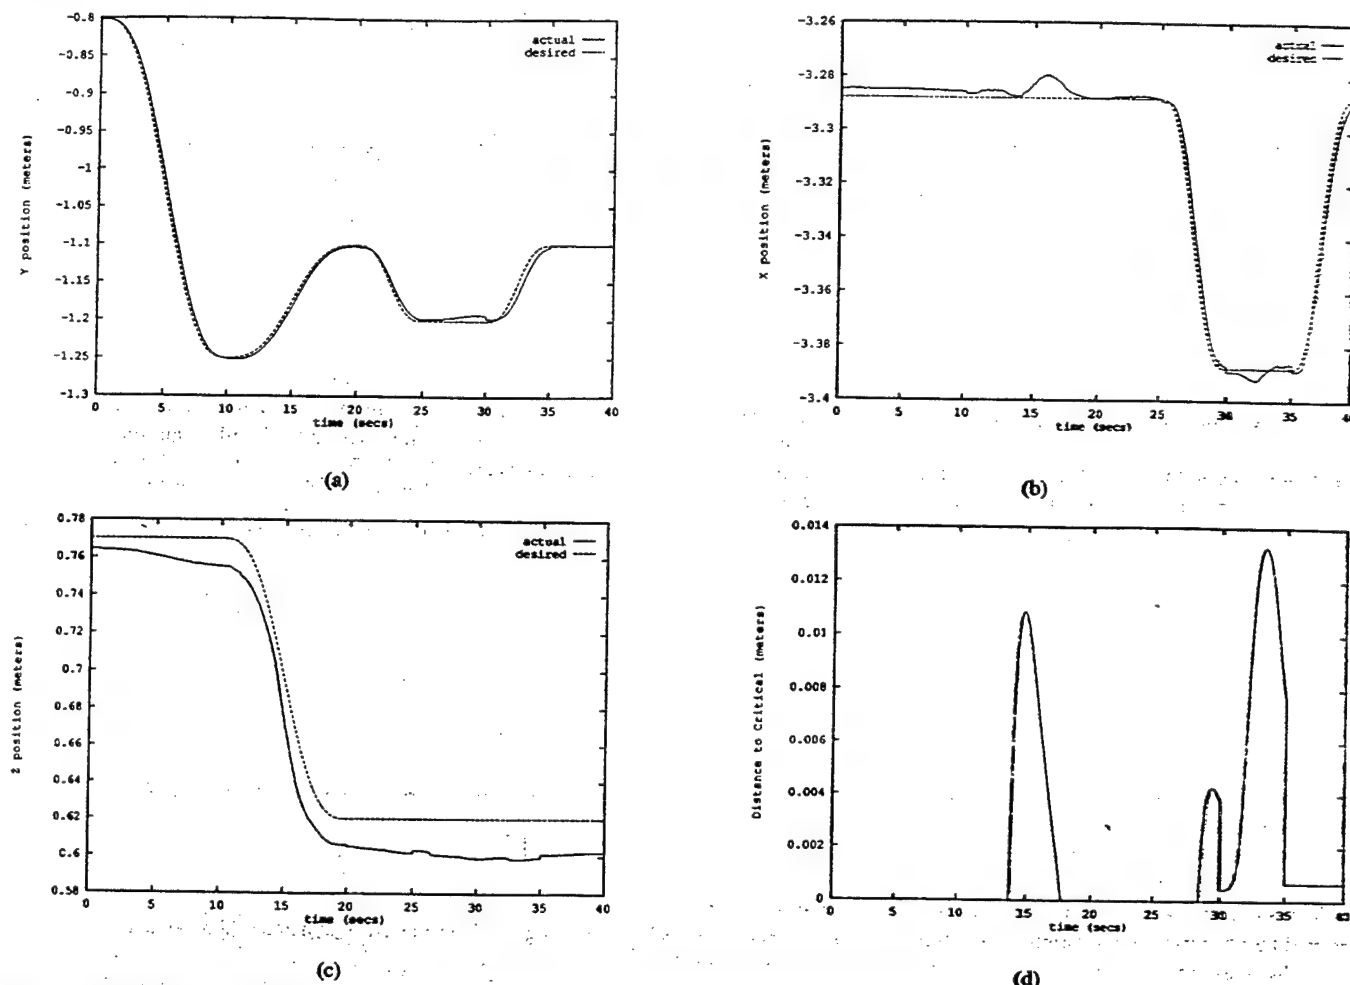 -0.8
-0.85
-0.9
-0.95
-1
-1.05
-1.1
-1.15
-1.2
-1.25
-1.3
Y position (meters)
actual
desired
0 5 10 15 20 25 30 35 40
time (secs)
(a)
-3.26
-3.28
-3.3
-3.32
-3.34
-3.36
-3.38
-3.4
X position (meters)
actual
desired
0 5 10 15 20 25 30 35
time (secs)
(b)
0.78
0.76
0.74
0.72
0.7
0.68
0.66
0.64
0.62
0.6
0.58
Z position (meters)
actual
desired
0 5 10 15 20 25 30 35 40
time (secs)
(c)
0.014
0.012
0.01
0.008
0.006
0.004
0.002
0
Distance to Critical (meters)
0 5 10 15 20 25 30 35
time (secs)
(d)